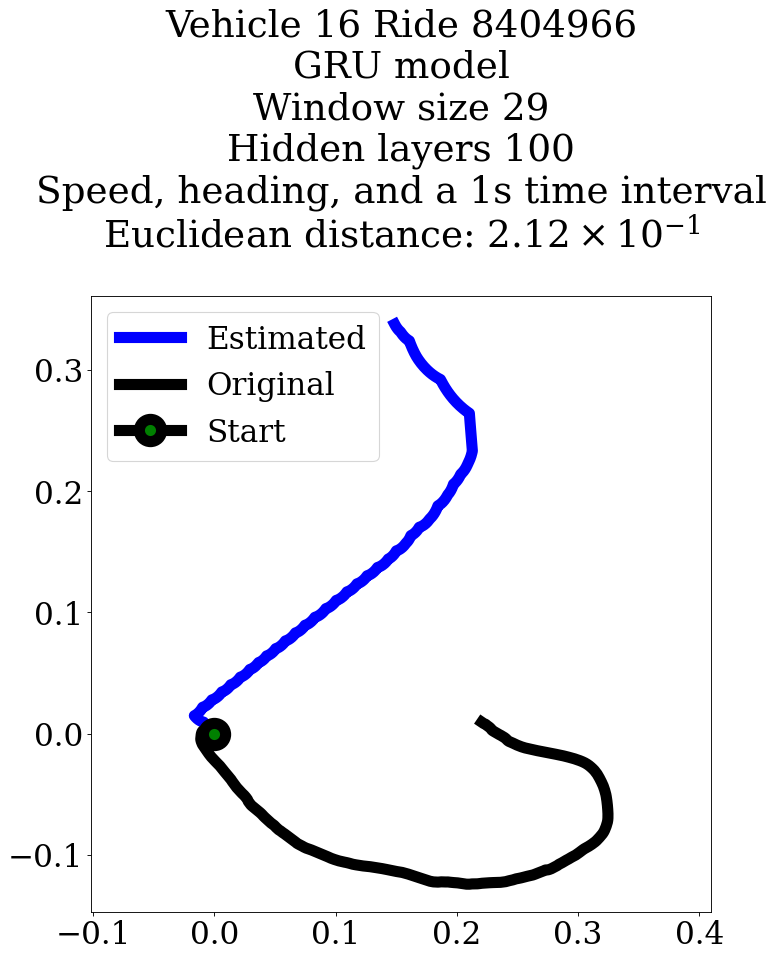 Vehicle 16 Ride 8404966
GRU model
Window size 29
Hidden layers 100
Speed, heading, and a 1s time interval
Euclidean distance: 2.12 × 10⁻¹
Estimated
Original
Start
0.3
0.2
0.1
0.0
−0.1
−0.1 0.0 0.1 0.2 0.3 0.4